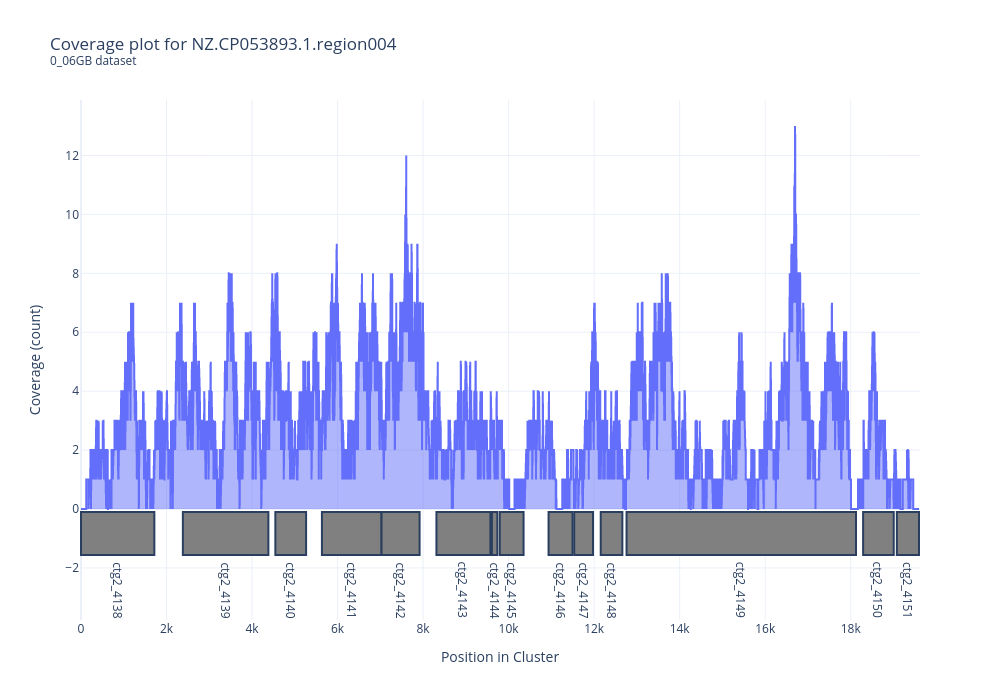 Coverage plot for NZ.CP053893.1.region004
0_06GB dataset
Coverage (count)
12
10
8
6
4
2
0
−2
ctg2_4138
ctg2_4139
ctg2_4140
ctg2_4141
ctg2_4142
ctg2_4143
ctg2_4144
ctg2_4145
ctg2_4146
ctg2_4147
ctg2_4148
ctg2_4149
ctg2_4150
ctg2_4151
0 2k 4k 6k 8k 10k 12k 14k 16k 18k
Position in Cluster